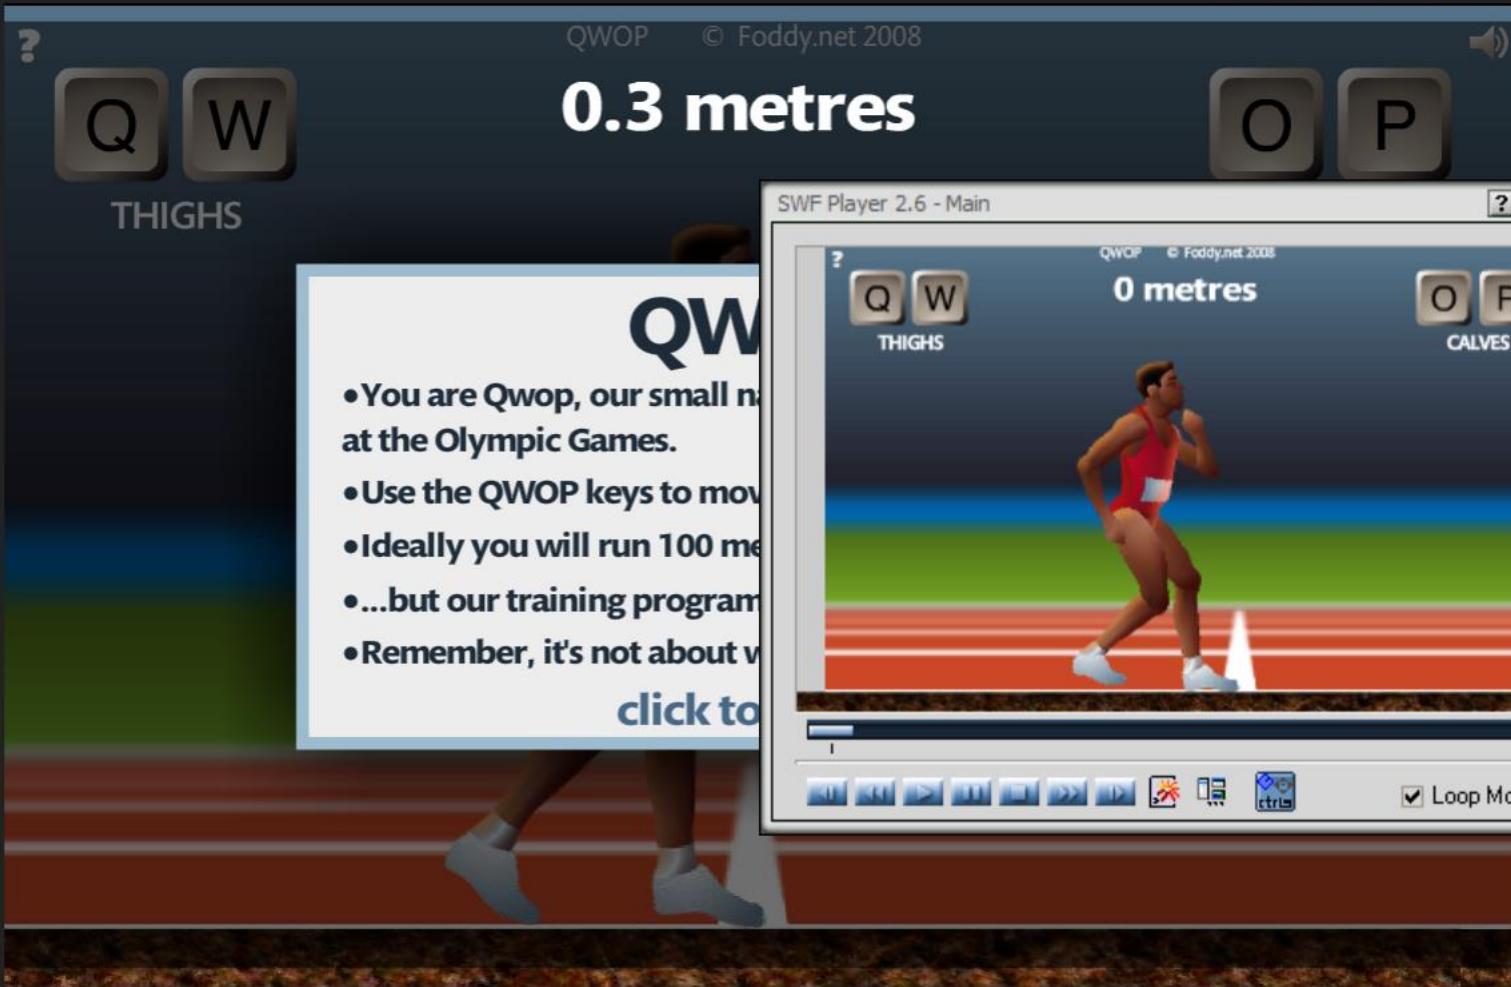 ?
QWOP © Foddy.net 2008
0.3 metres
Q W
O P
THIGHS
QW
•You are Qwop, our small
at the Olympic Games.
•Use the QWOP keys to
•Ideally you will run 100
•...but our training program
•Remember, it's not about
click to
SWF Player 2.6 - Main
?
?
QWOP © Foddy.net 2008
0 metres
Q W
O P
THIGHS
CALVES
ctrls
Loop